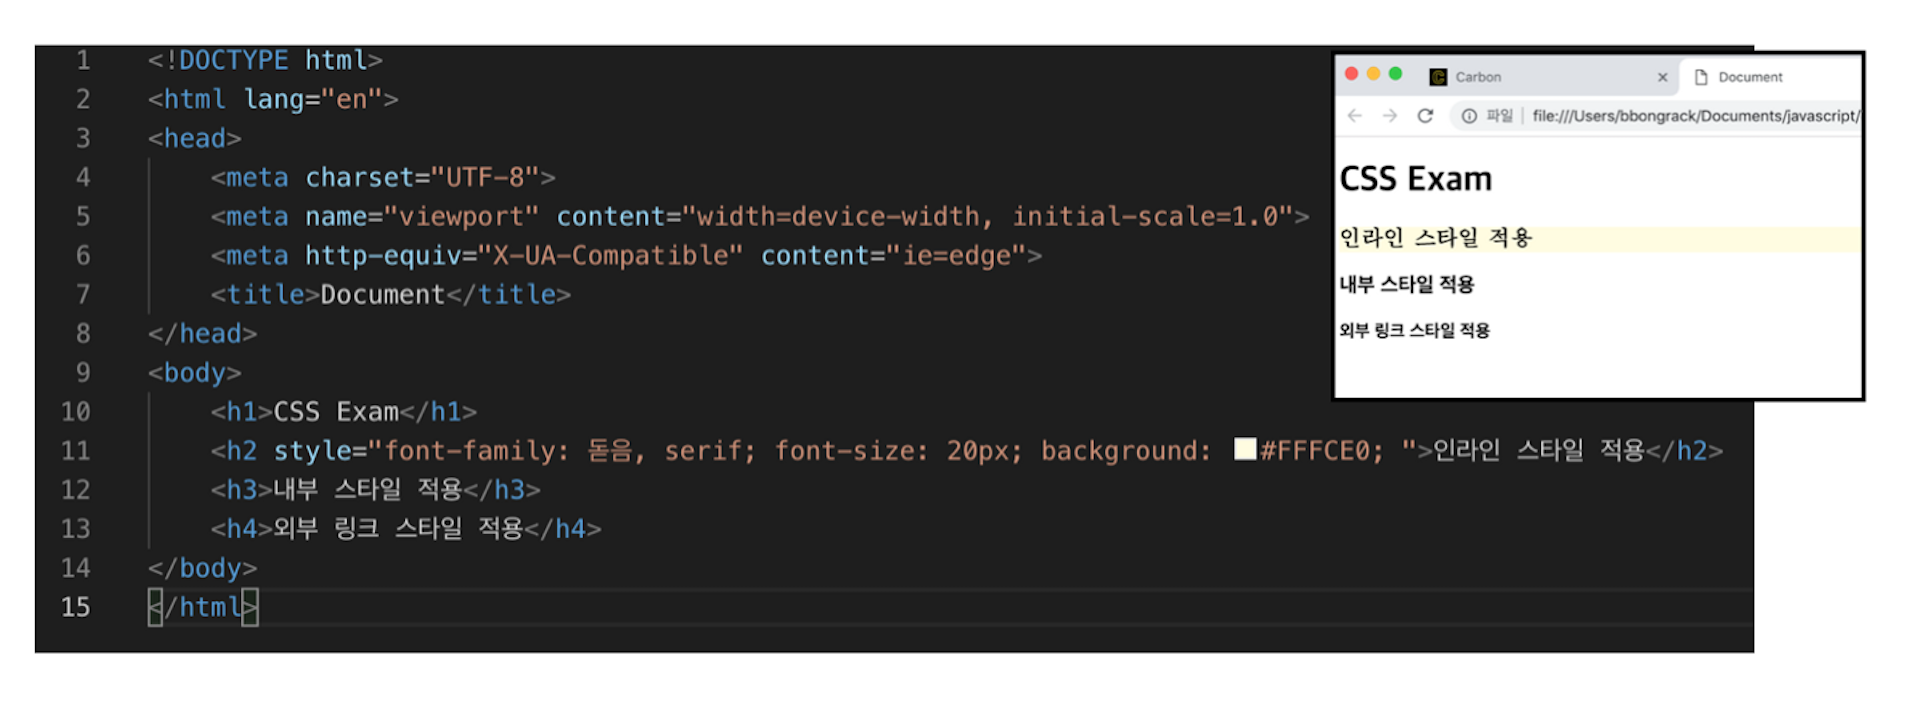 1 <!DOCTYPE html>
2 <html lang="en">
3 <head>
4 <meta charset="UTF-8">
5 <meta name="viewport" content="width=device-width, initial-scale=1.0">
6 <meta http-equiv="X-UA-Compatible" content="ie=edge">
7 <title>Document</title>
8 </head>
9 <body>
10 <h1>CSS Exam</h1>
11 <h2 style="font-family: 돋음, serif; font-size: 20px; background: #FFFCE0; ">인라인 스타일 적용</h2>
12 <h3>내부 스타일 적용</h3>
13 <h4>외부 링크 스타일 적용</h4>
14 </body>
15 </html>
Carbon
Document
파일 file:///Users/bbongrack/Documents/javascript/
CSS Exam
인라인 스타일 적용
내부 스타일 적용
외부 링크 스타일 적용